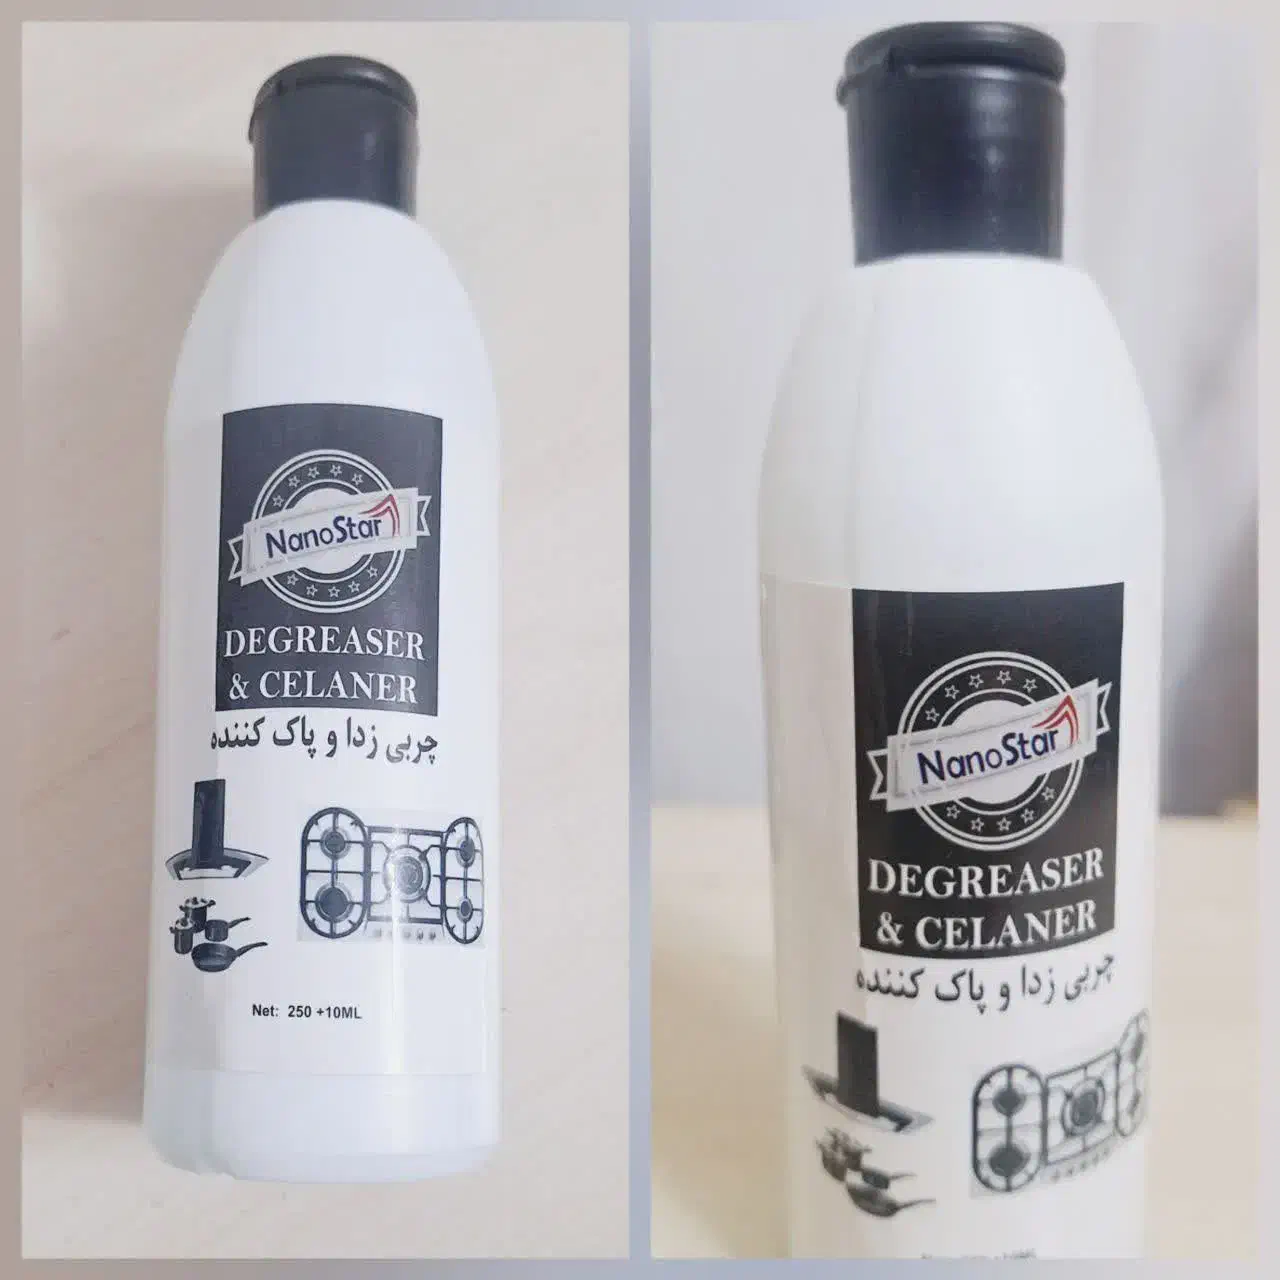 NanoStar
DEGREASER
& CELANER
چربی زدا و پاک کننده
Net: 250 +10ML
NanoStar
DEGREASER
& CELANER
چربی زدا و پاک کننده